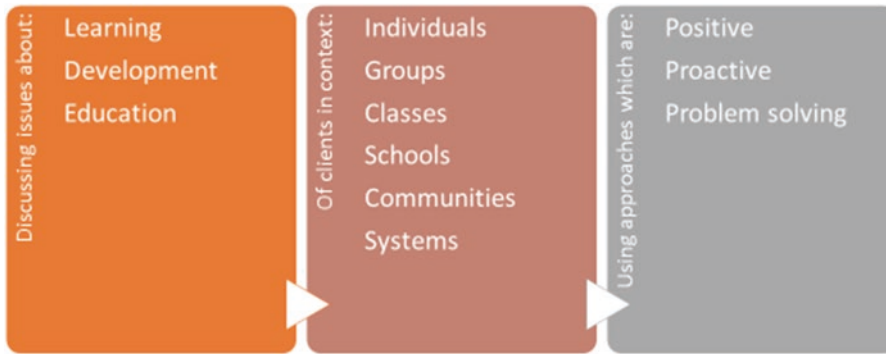 Discussing issues about:
Learning
Development
Education
Of clients in context:
Individuals
Groups
Classes
Schools
Communities
Systems
Using approaches which are:
Positive
Proactive
Problem solving